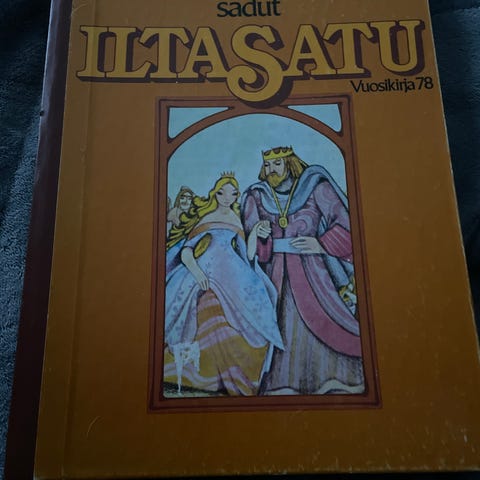 sadut
ILTASATU
Vuosikirja 78